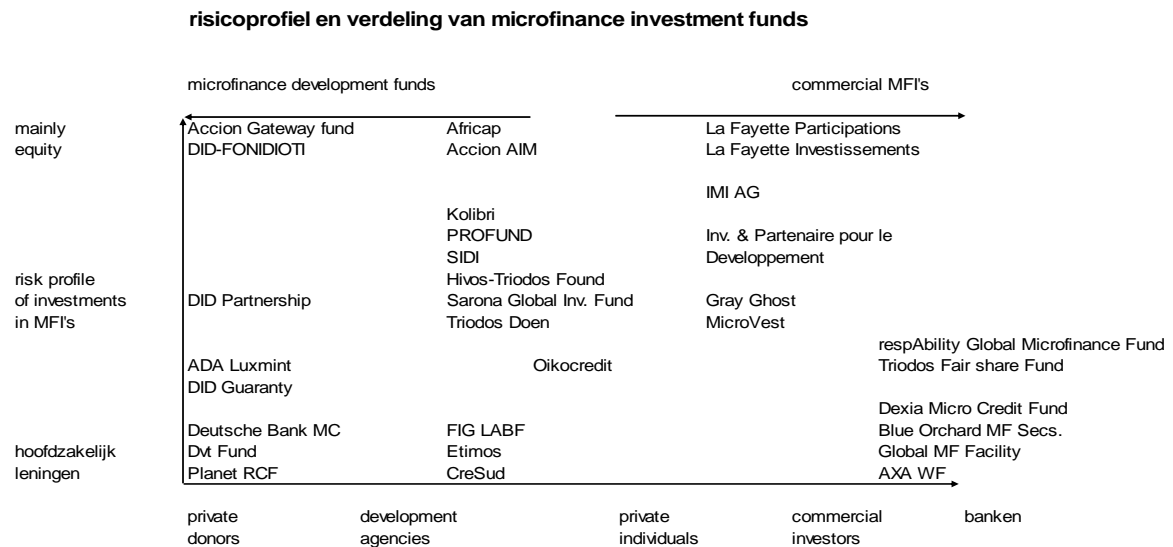 risicoprofiel en verdeling van microfinance investment funds
microfinance development funds commercial MFI's
mainly Accion Gateway fund Africap La Fayette Participations
equity DID-FONIDIOTI Accion AIM La Fayette Investissements
IMI AG
Kolibri
PROFUND Inv. & Partenaire pour le
SIDI Developpement
risk profile Hivos-Triodos Found
of investments DID Partnership Sarona Global Inv. Fund Gray Ghost
in MFI's Triodos Doen MicroVest
respAbility Global Microfinance Fund
ADA Luxmint Oikocredit Triodos Fair share Fund
DID Guaranty
Dexia Micro Credit Fund
Deutsche Bank MC FIG LABF Blue Orchard MF Secs.
hoofdzakelijk Dvt Fund Etimos Global MF Facility
leningen Planet RCF CreSud AXA WF
private development private commercial banken
donors agencies individuals investors